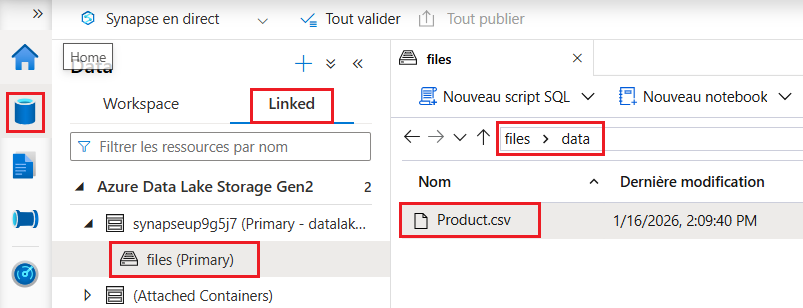 Synapse en direct
Tout valider
Tout publier
Home
Data
Workspace
Linked
Filtrer les ressources par nom
Azure Data Lake Storage Gen2 2
synapseup9g5j7 (Primary - datalak...
files (Primary)
(Attached Containers)
files
Nouveau script SQL
Nouveau notebook
files > data
Nom
Dernière modification
Product.csv
1/16/2026, 2:09:40 PM